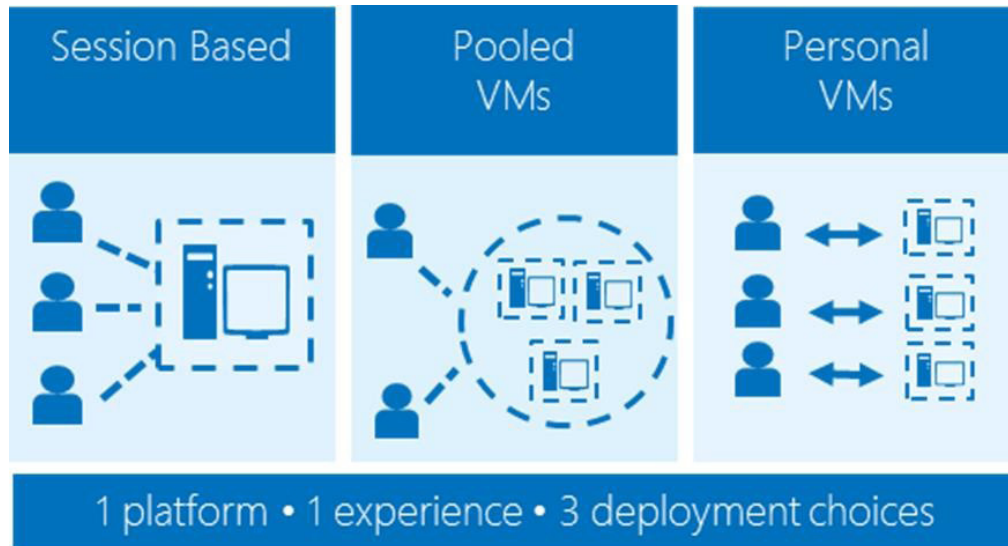 Session Based
Pooled
VMs
Personal
VMs
1 platform • 1 experience • 3 deployment choices